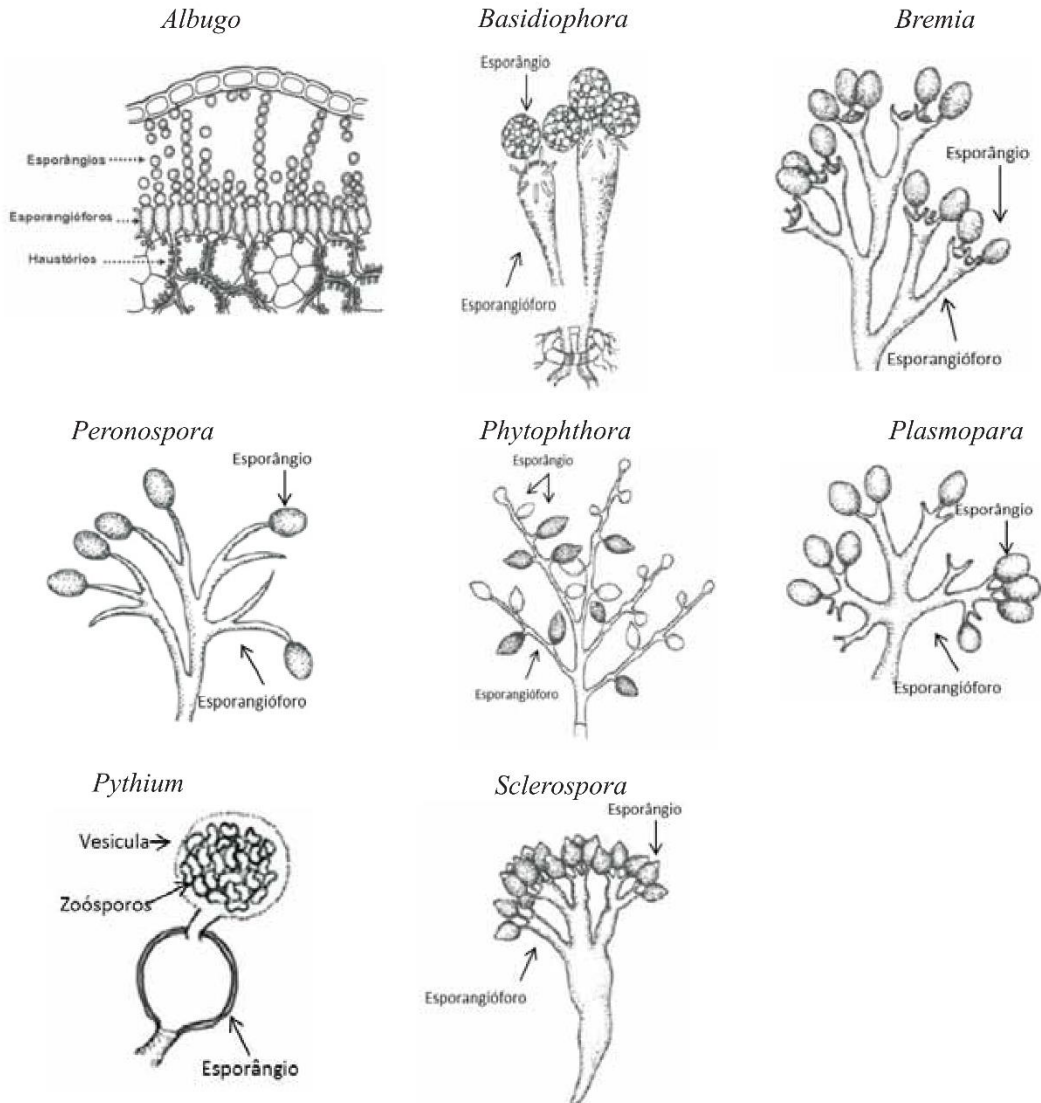 Albugo
Basidiophora
Bremia
Esporângios
Esporangióforos
Haustórios
Esporângio
Esporangióforo
Esporângio
Esporangióforo
Peronospora
Phytophthora
Plasmopara
Esporângio
Esporangióforo
Esporângio
Esporangióforo
Esporângio
Esporangióforo
Pythium
Sclerospora
Vesicula
Zoósporos
Esporângio
Esporângio
Esporangióforo